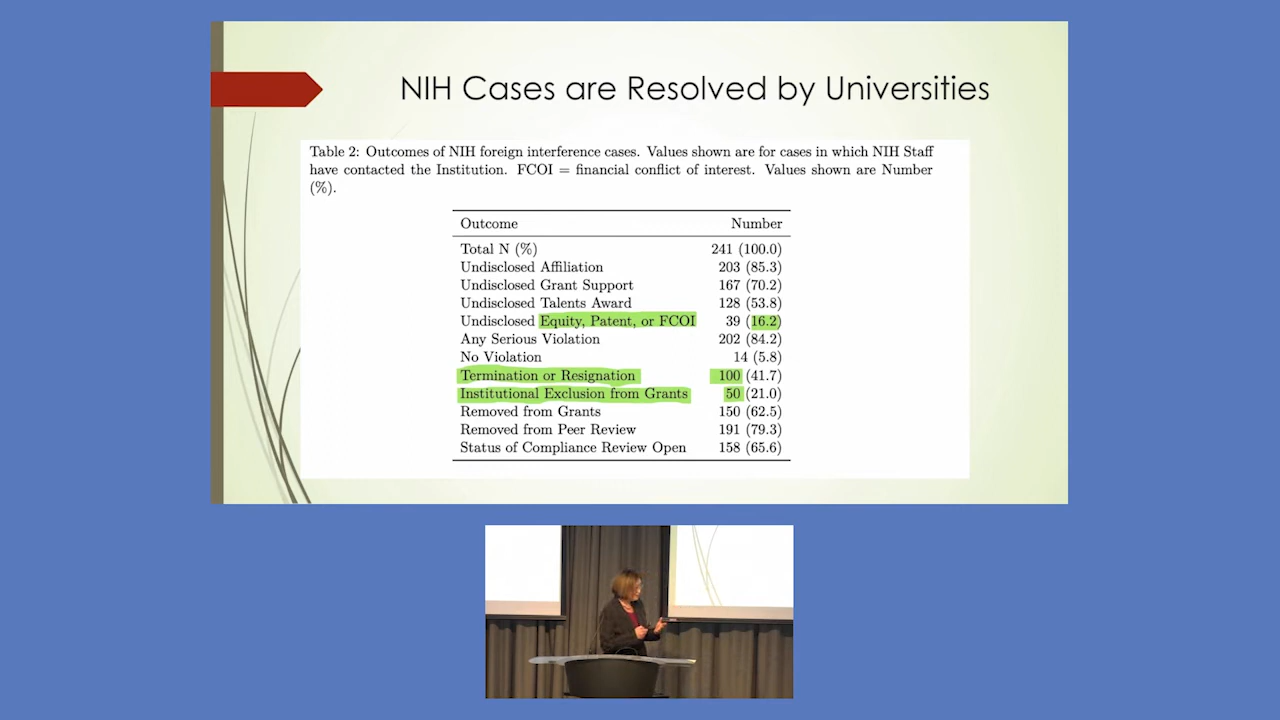 NIH Cases are Resolved by Universities
Table 2: Outcomes of NIH foreign interference cases. Values shown are for cases in which NIH Staff
have contacted the Institution. FCOI = financial conflict of interest. Values shown are Number
(%).
Outcome Number
Total N (%) 241 (100.0)
Undisclosed Affiliation 203 (85.3)
Undisclosed Grant Support 167 (70.2)
Undisclosed Talents Award 128 (53.8)
Undisclosed Equity, Patent, or FCOI 39 (16.2)
Any Serious Violation 202 (84.2)
No Violation 14 (5.8)
Termination or Resignation 100 (41.7)
Institutional Exclusion from Grants 50 (21.0)
Removed from Grants 150 (62.5)
Removed from Peer Review 191 (79.3)
Status of Compliance Review Open 158 (65.6)